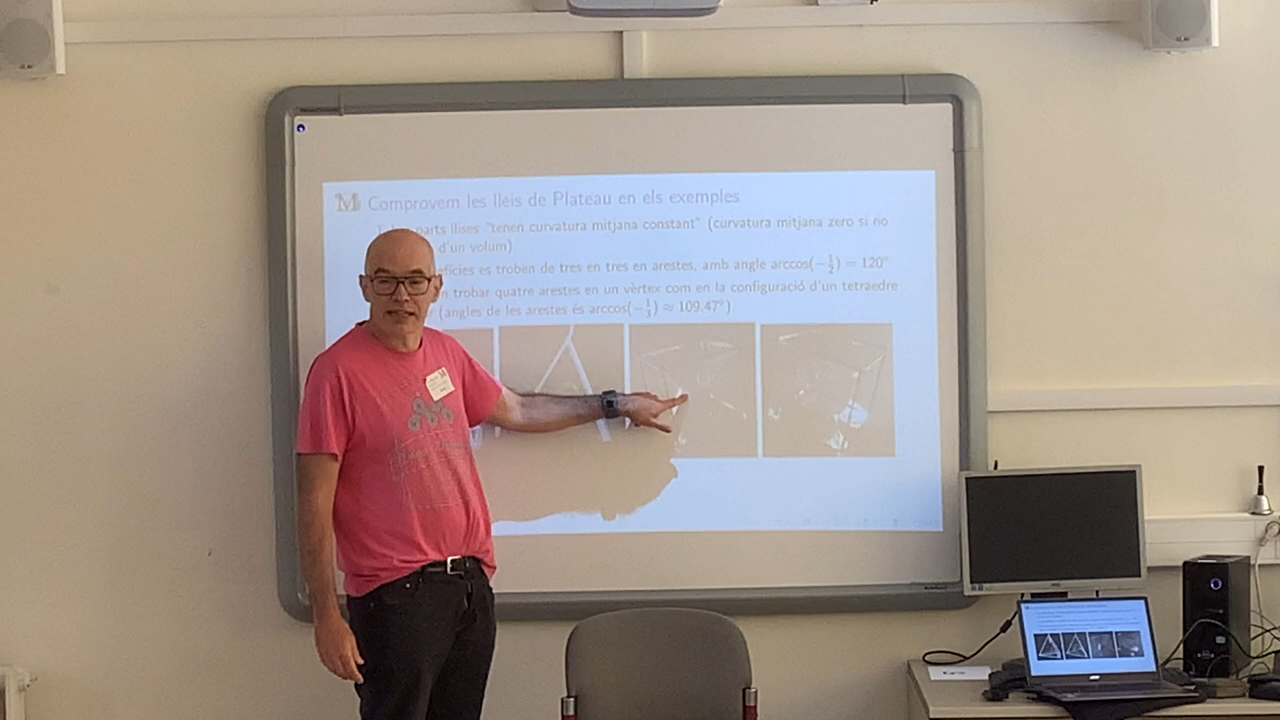 M Comprovem les lleis de Plateau en els exemples
parts llises "tenen curvatura mitjana constant" (curvatura mitjana zero si no
d'un volum).
es troben de tres en tres en arestes, amb angle arccos(−1/2) = 120°
trobar quatre arestes en un vèrtex com en la configuració d'un tetraedre
(angles de les arestes és arccos(−1/3) ≈ 109.47°).